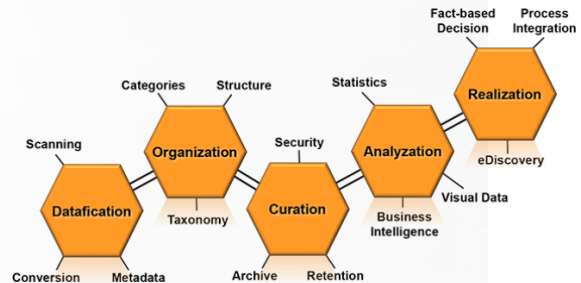 Fact-based
Decision
Process
Integration
Categories
Structure
Statistics
Realization
Scanning
Organization
Security
Analyzation
eDiscovery
Datafication
Taxonomy
Curation
Business
Intelligence
Visual Data
Conversion
Metadata
Archive
Retention